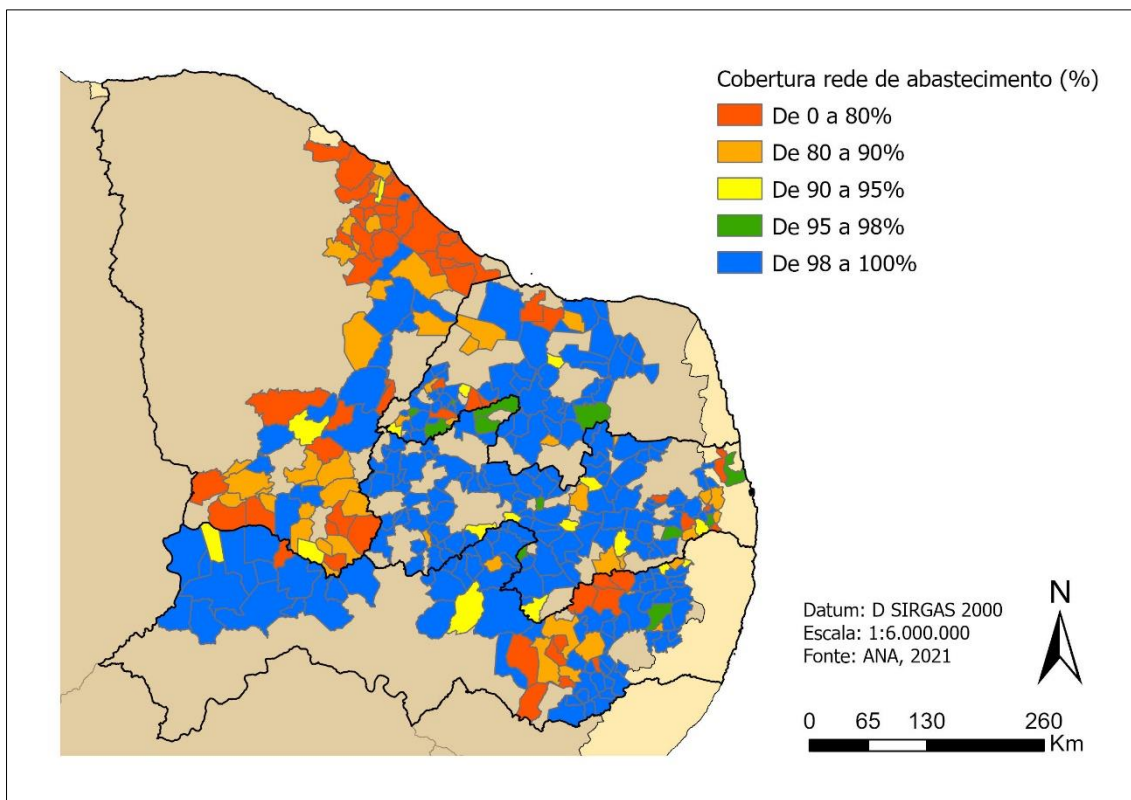 Cobertura rede de abastecimento (%)
De 0 a 80%
De 80 a 90%
De 90 a 95%
De 95 a 98%
De 98 a 100%
Datum: D SIRGAS 2000
Escala: 1:6.000.000
Fonte: ANA, 2021
N
0 65 130 260
Km